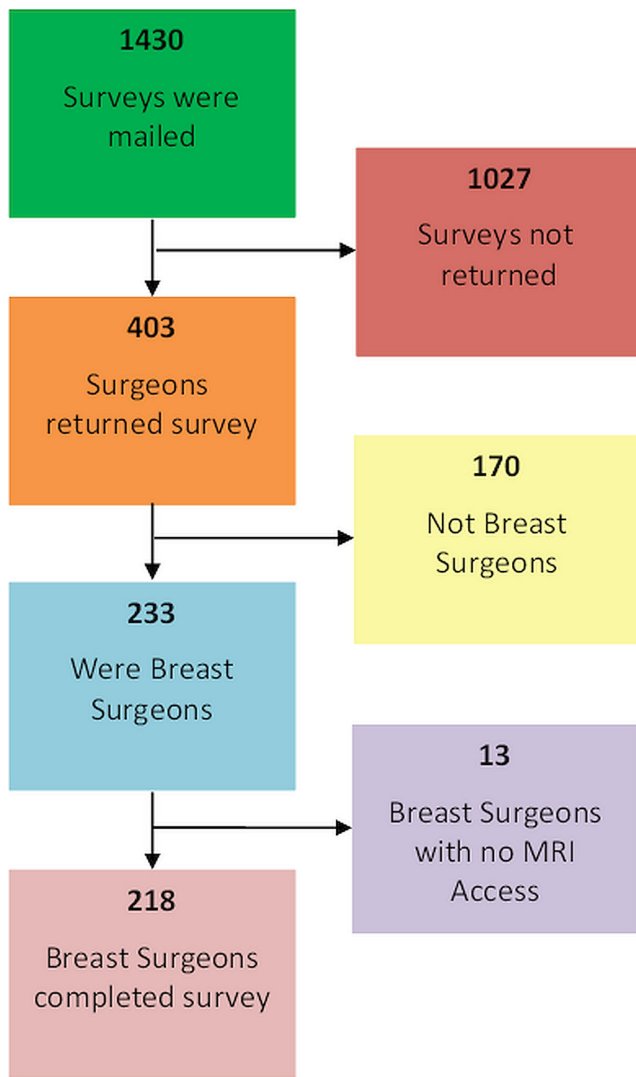 1430
Surveys were
mailed
1027
Surveys not
returned
403
Surgeons
returned survey
170
Not Breast
Surgeons
233
Were Breast
Surgeons
13
Breast Surgeons
with no MRI
Access
218
Breast Surgeons
completed survey